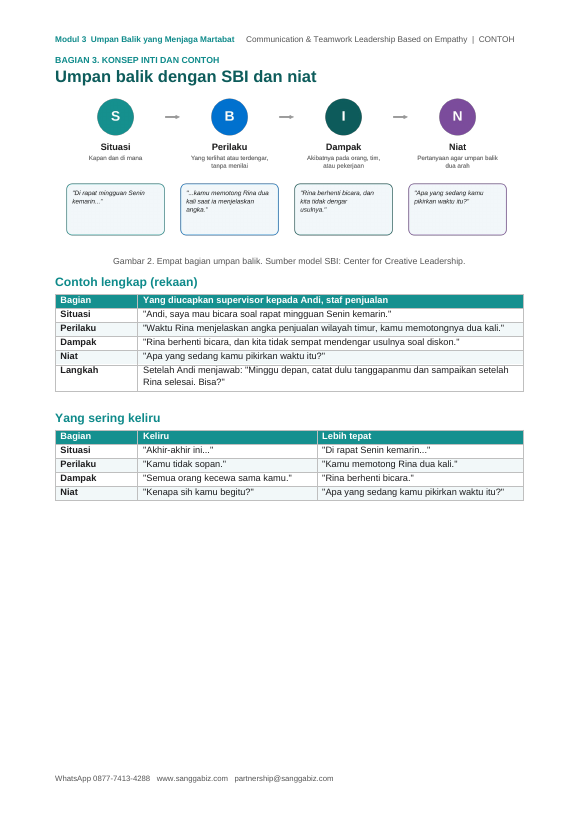 Modul 3 Umpan Balik yang Menjaga Martabat Communication & Teamwork Leadership Based on Empathy | CONTOH
BAGIAN 3. KONSEP INTI DAN CONTOH
Umpan balik dengan SBI dan niat
S B I N
Situasi Perilaku Dampak Niat
Kapan dan di mana
Yang terlihat atau terdengar,
tanpa menilai
Akibatnya pada orang, tim,
atau pekerjaan
Pertanyaan agar umpan balik
dua arah
"Di rapat mingguan Senin
kemarin..."
"...kamu memotong Rina dua
kali saat ia menjelaskan
angka."
"Rina berhenti bicara, dan
kita tidak dengar
usulnya."
"Apa yang sedang kamu
pikirkan waktu itu?"
Gambar 2. Empat bagian umpan balik. Sumber model SBI: Center for Creative Leadership.
Contoh lengkap (rekaan)
Bagian Yang diucapkan supervisor kepada Andi, staf penjualan
Situasi "Andi, saya mau bicara soal rapat mingguan Senin kemarin."
Perilaku "Waktu Rina menjelaskan angka penjualan wilayah timur, kamu memotongnya dua kali."
Dampak "Rina berhenti bicara, dan kita tidak sempat mendengar usulnya soal diskon."
Niat "Apa yang sedang kamu pikirkan waktu itu?"
Langkah Setelah Andi menjawab: "Minggu depan, catat dulu tanggapanmu dan sampaikan setelah
Rina selesai. Bisa?"
Yang sering keliru
Bagian Keliru Lebih tepat
Situasi "Akhir-akhir ini..." "Di rapat Senin kemarin..."
Perilaku "Kamu tidak sopan." "Kamu memotong Rina dua kali."
Dampak "Semua orang kecewa sama kamu." "Rina berhenti bicara."
Niat "Kenapa sih kamu begitu?" "Apa yang sedang kamu pikirkan waktu itu?"
WhatsApp 0877-7413-4288 www.sanggabiz.com partnership@sanggabiz.com